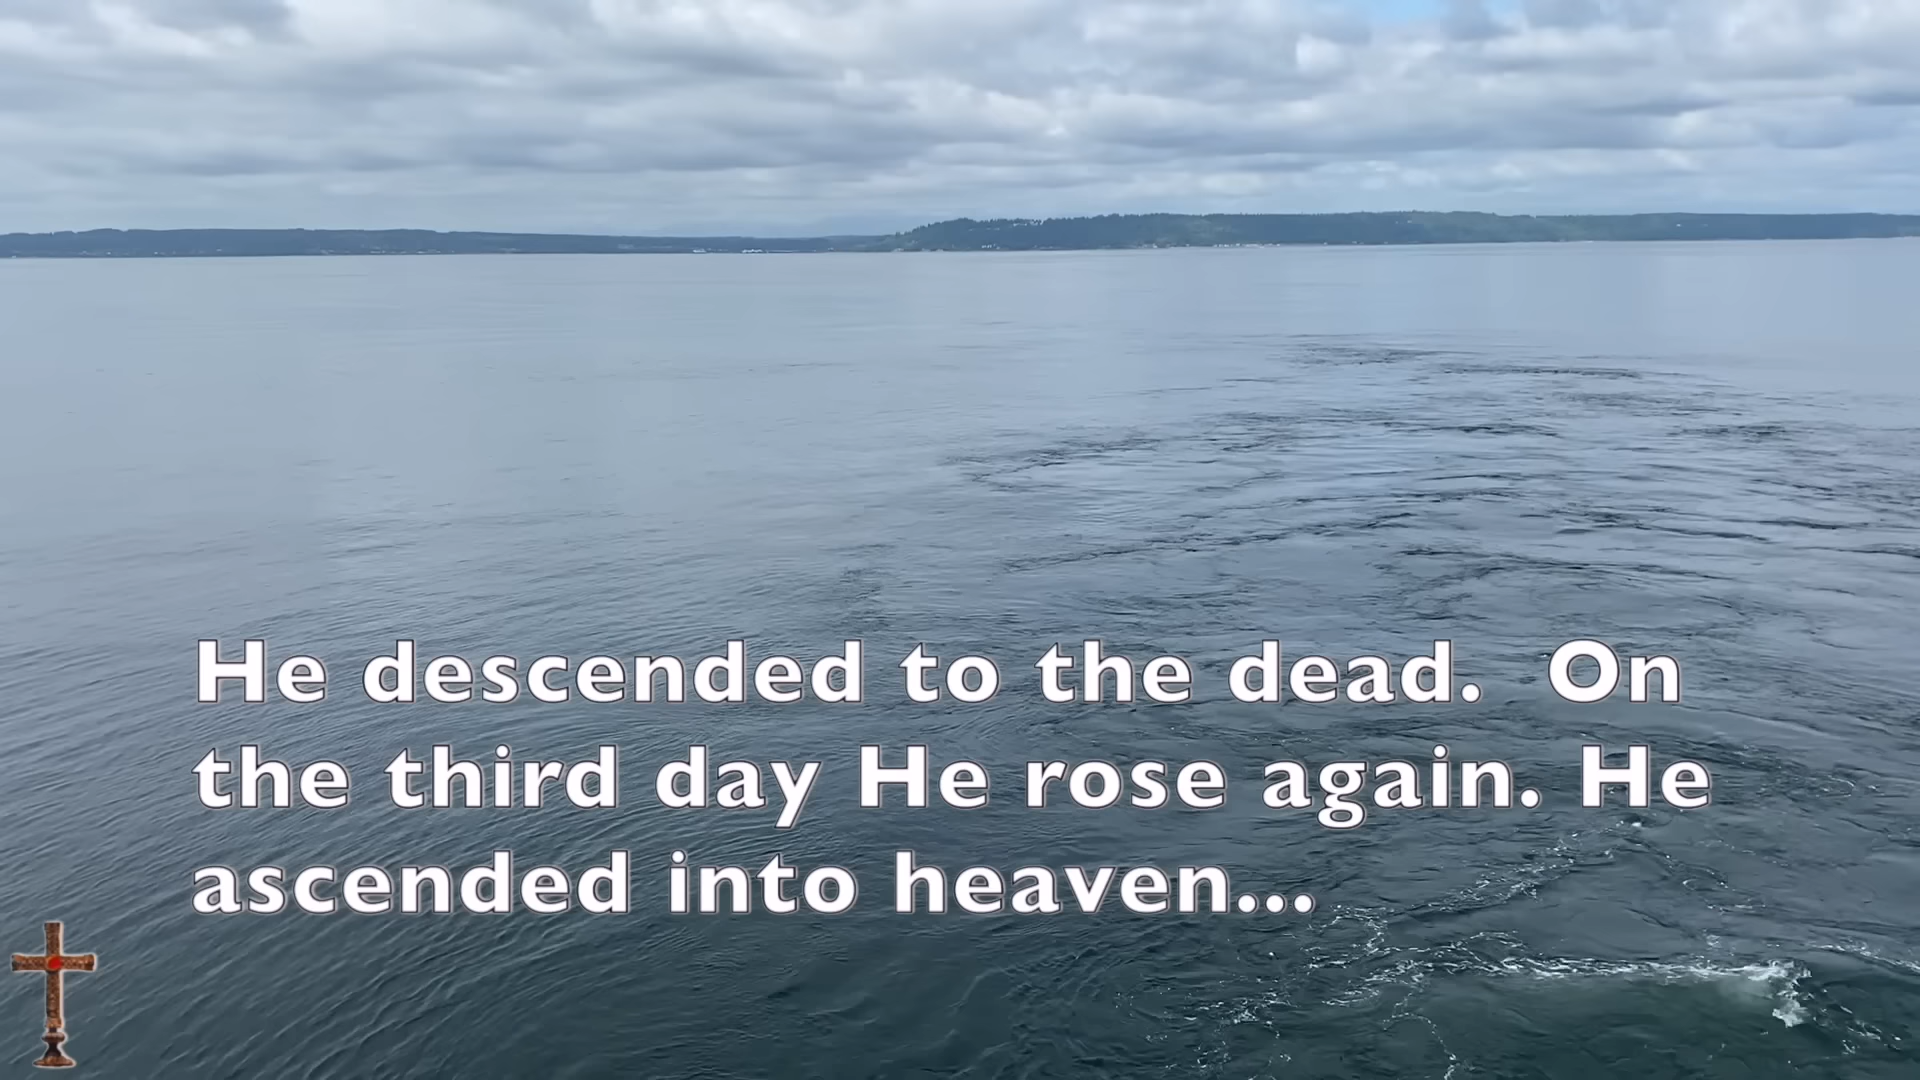 He descended to the dead.  On
the third day He rose again. He
ascended into heaven...